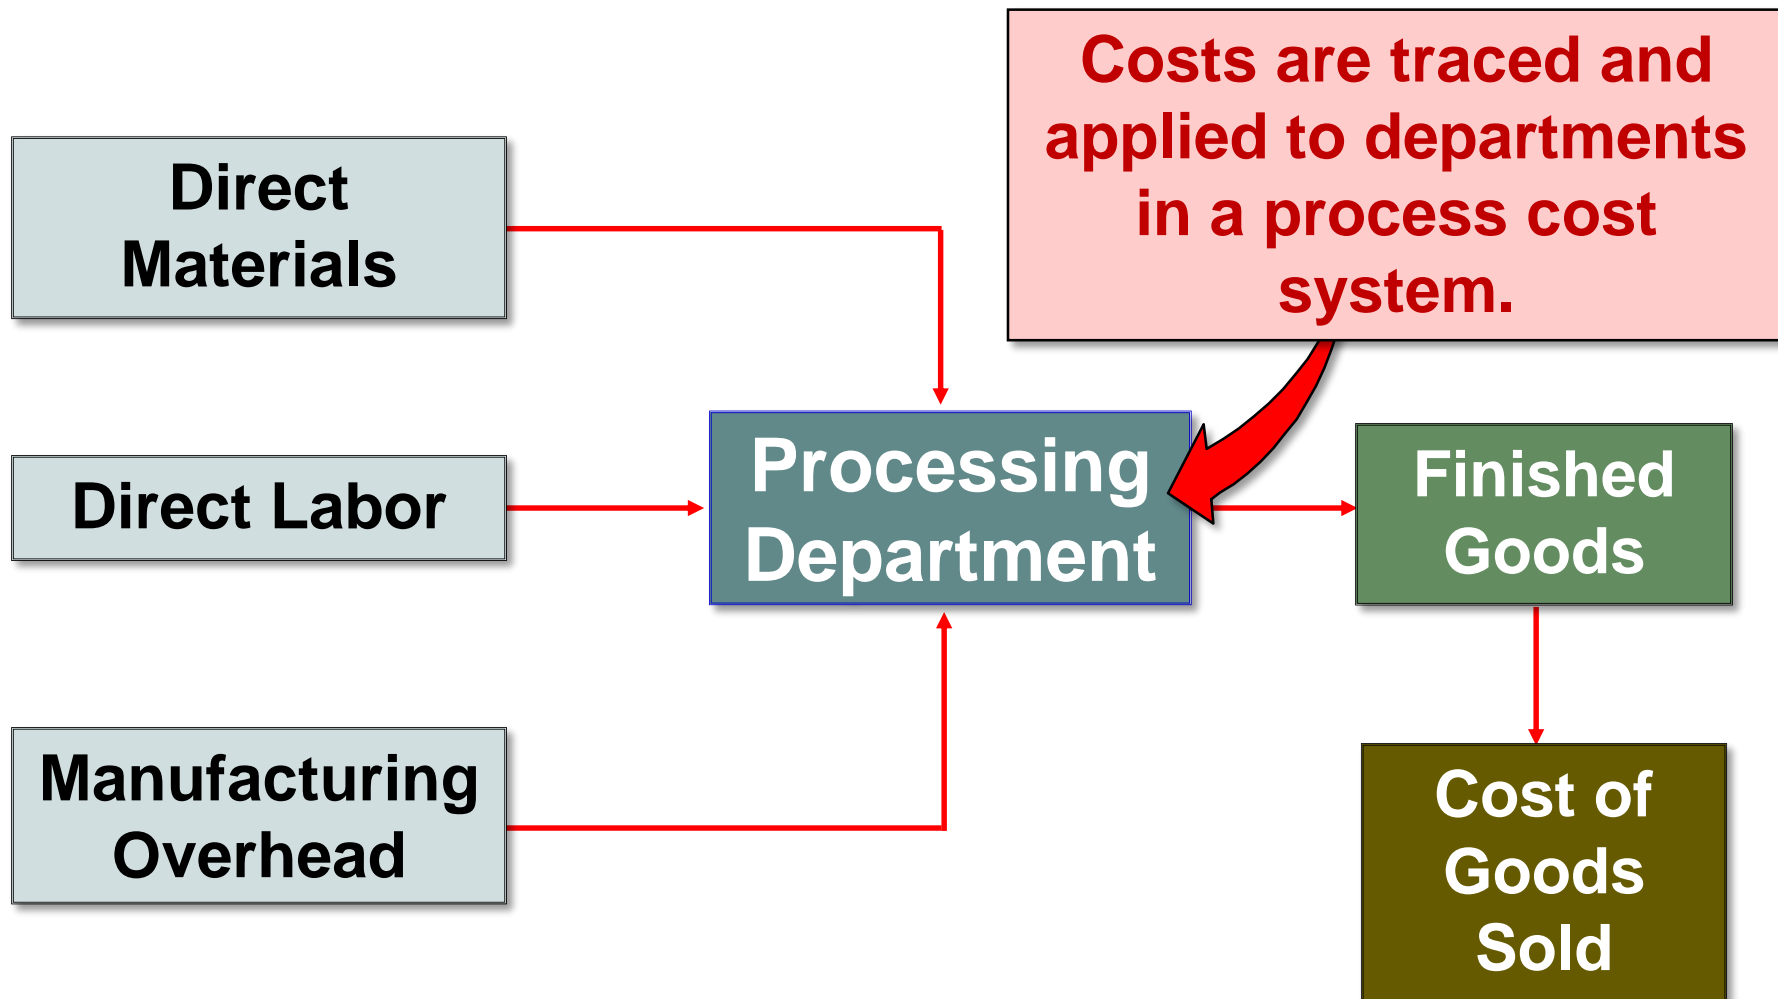 Costs are traced and
applied to departments
in a process cost
system.
Direct
Materials
Direct Labor
Manufacturing
Overhead
Processing
Department
Finished
Goods
Cost of
Goods
Sold